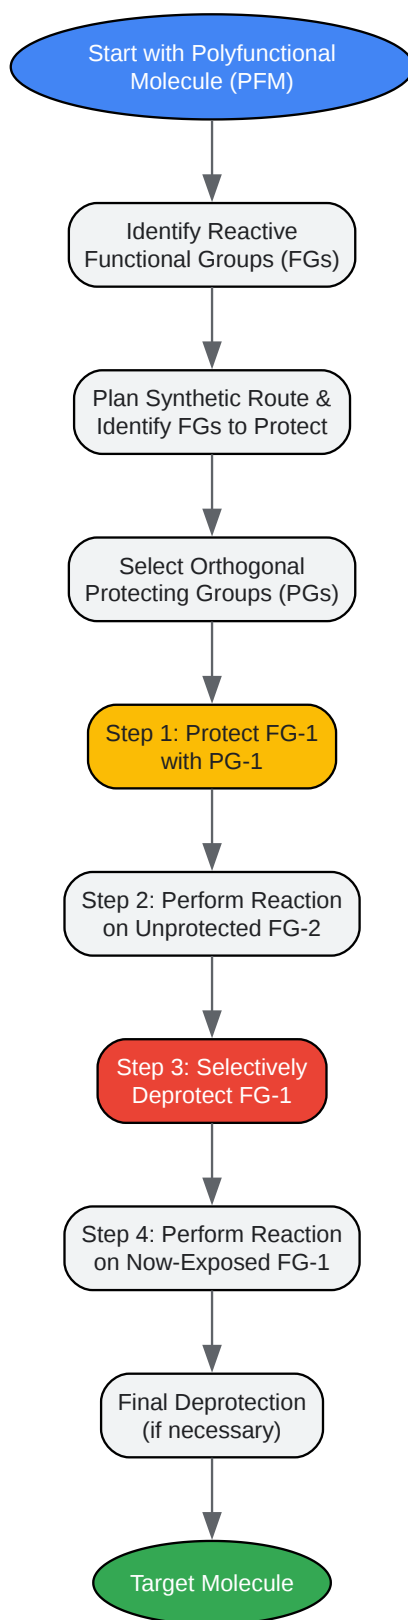 Start with Polyfunctional
Molecule (PFM)
Identify Reactive
Functional Groups (FGs)
Plan Synthetic Route &
Identify FGs to Protect
Select Orthogonal
Protecting Groups (PGs)
Step 1: Protect FG-1
with PG-1
Step 2: Perform Reaction
on Unprotected FG-2
Step 3: Selectively
Deprotect FG-1
Step 4: Perform Reaction
on Now-Exposed FG-1
Final Deprotection
(if necessary)
Target Molecule